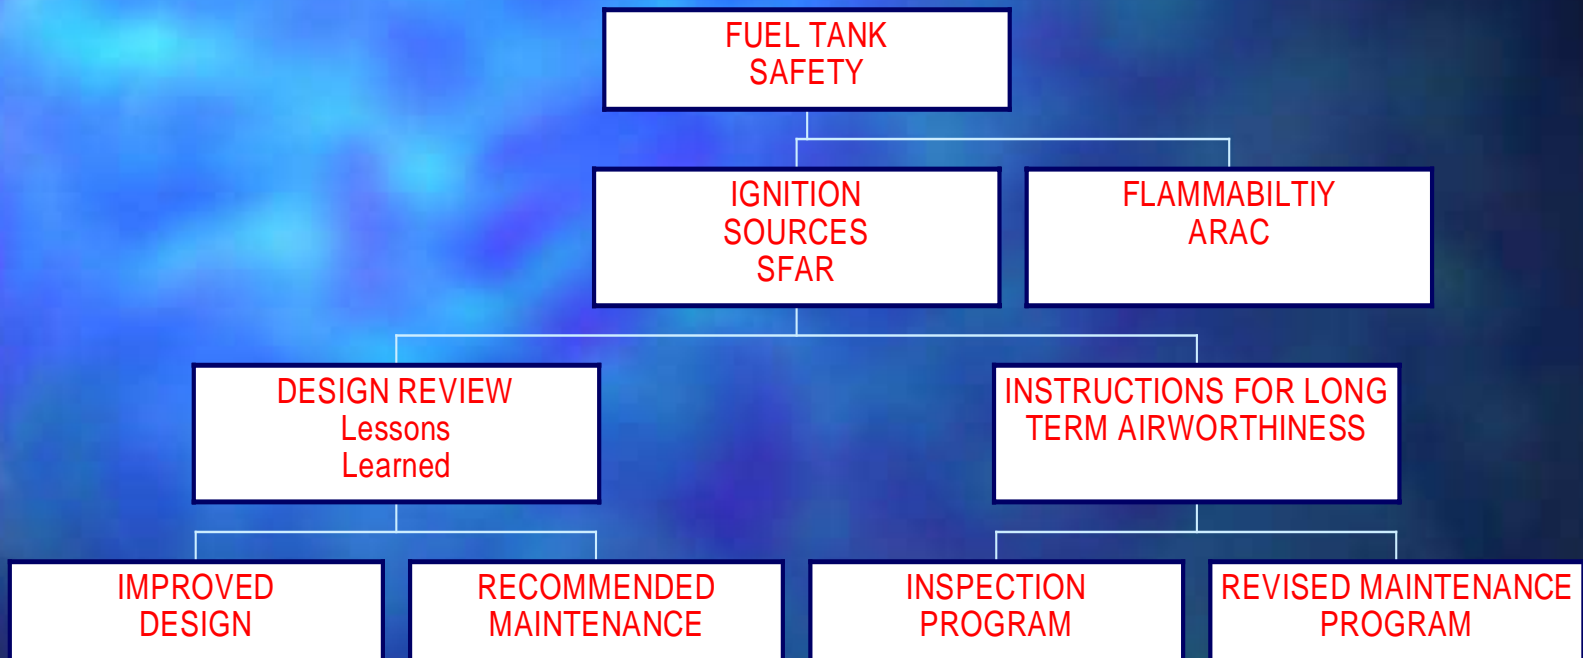 FUEL TANK
SAFETY
IGNITION
SOURCES
SFAR
FLAMMABILTIY
ARAC
DESIGN REVIEW
Lessons
Learned
INSTRUCTIONS FOR LONG
TERM AIRWORTHINESS
IMPROVED
DESIGN
RECOMMENDED
MAINTENANCE
INSPECTION
PROGRAM
REVISED MAINTENANCE
PROGRAM